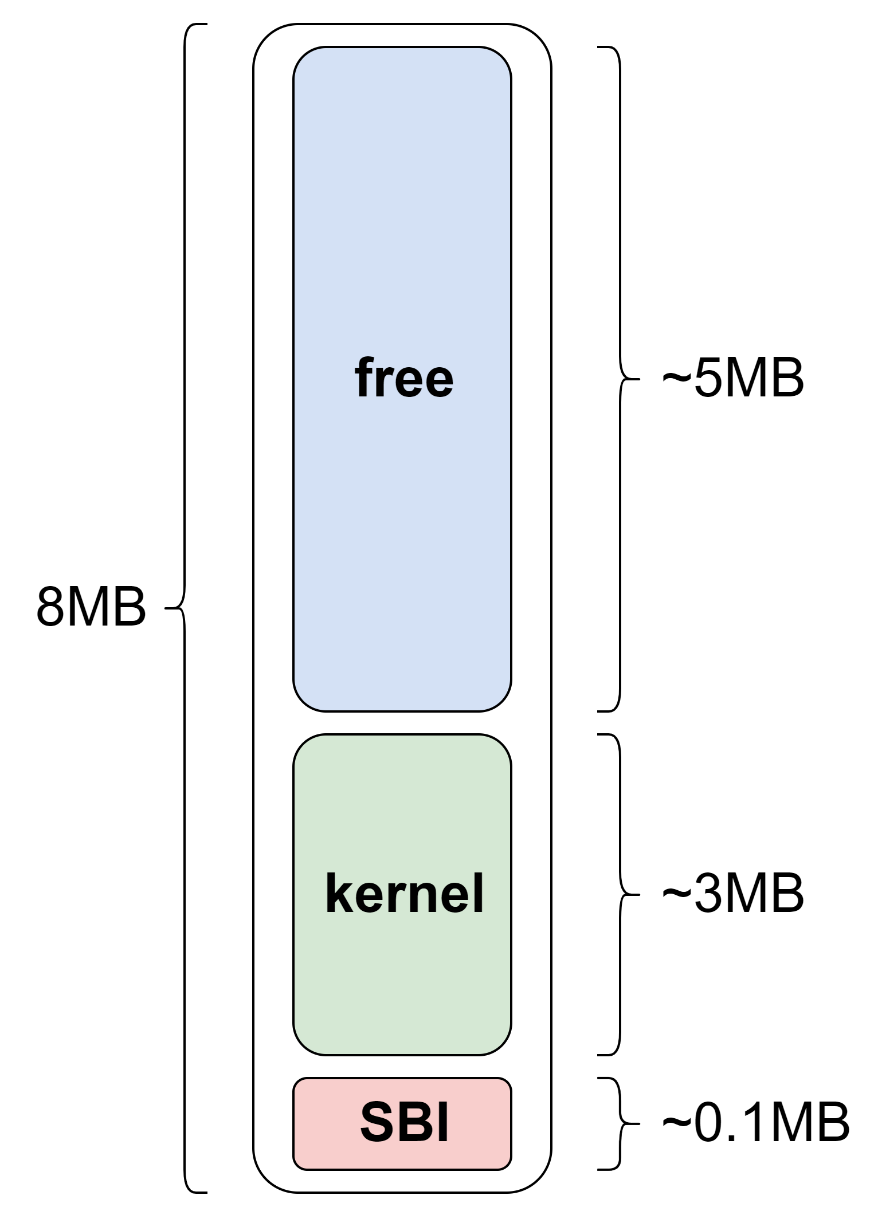 free
~5MB
8MB
kernel
~3MB
SBI
~0.1MB